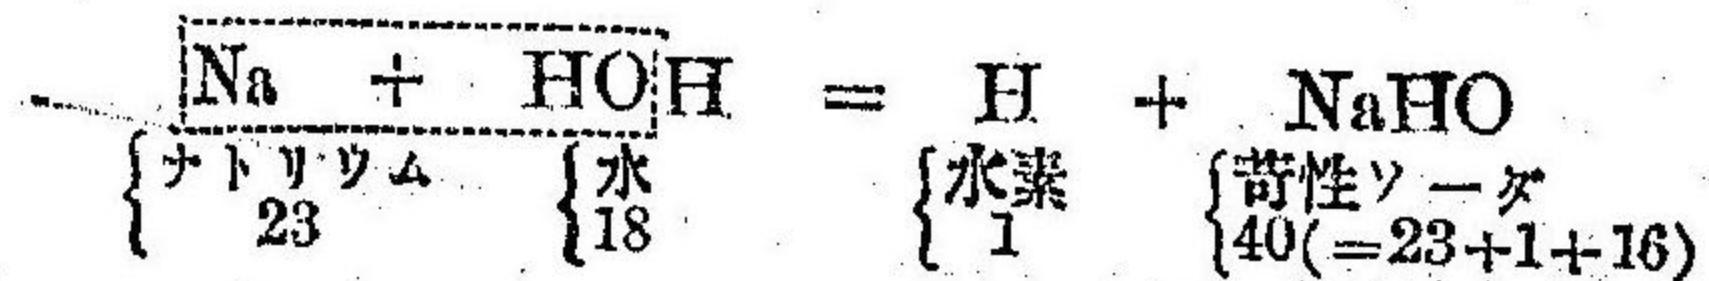 Na + HOH = H + NaHO
ナトリウム 水 水素 苛性ソーダ
23 18 1 40(=23+1+16)